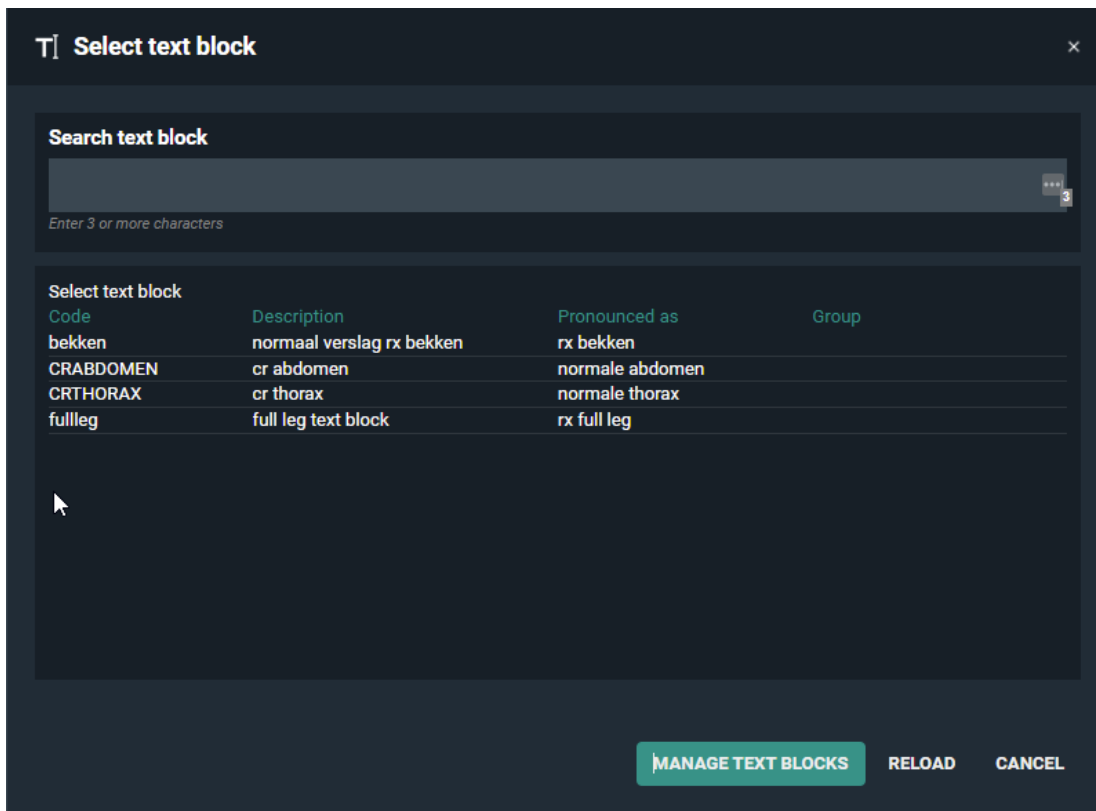 Select text block
×
Search text block
3
Enter 3 or more characters
Select text block
Code Description Pronounced as Group
bekken normaal verslag rx bekken rx bekken
CRABDOMEN cr abdomen normale abdomen
CRTHORAX cr thorax normale thorax
fullleg full leg text block rx full leg
MANAGE TEXT BLOCKS RELOAD CANCEL